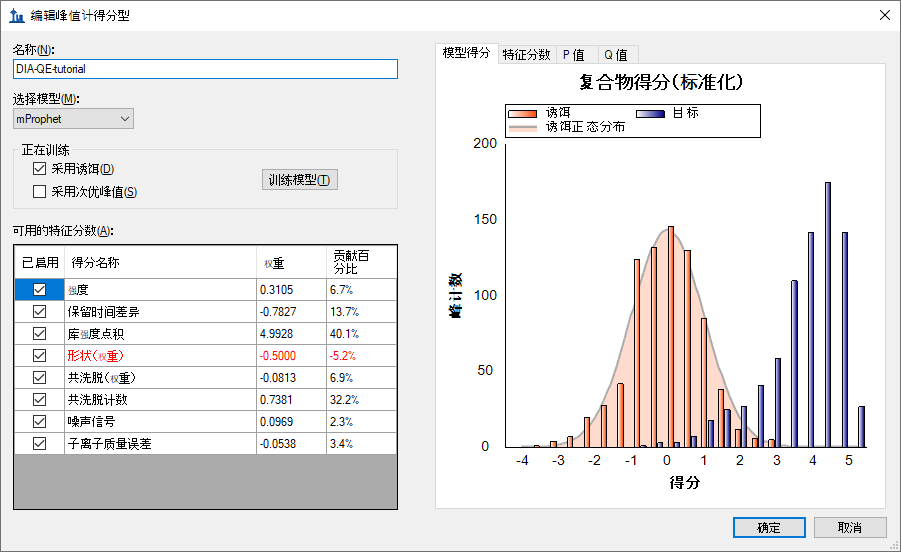 编辑峰值计得分型
名称(N):
DIA-QE-tutorial
选择模型(M):
mProphet
正在训练
采用诱饵(D)
采用次优峰值(S)
训练模型(T)
可用的特征分数(A):
已启用 得分名称 权重 贡献百分比
强度 0.3105 6.7%
保留时间差异 -0.7827 13.7%
库强度点积 4.9928 40.1%
形状(权重) -0.5000 -5.2%
共洗脱(权重) -0.0813 6.9%
共洗脱计数 0.7381 32.2%
噪声信号 0.0969 2.3%
子离子质量误差 -0.0538 3.4%
模型得分 特征分数 P 值 Q 值
复合物得分(标准化)
诱饵 目标
诱饵正态分布
200
150
100
50
0
峰计数
-4 -3 -2 -1 0 1 2 3 4 5
得分
确定 取消